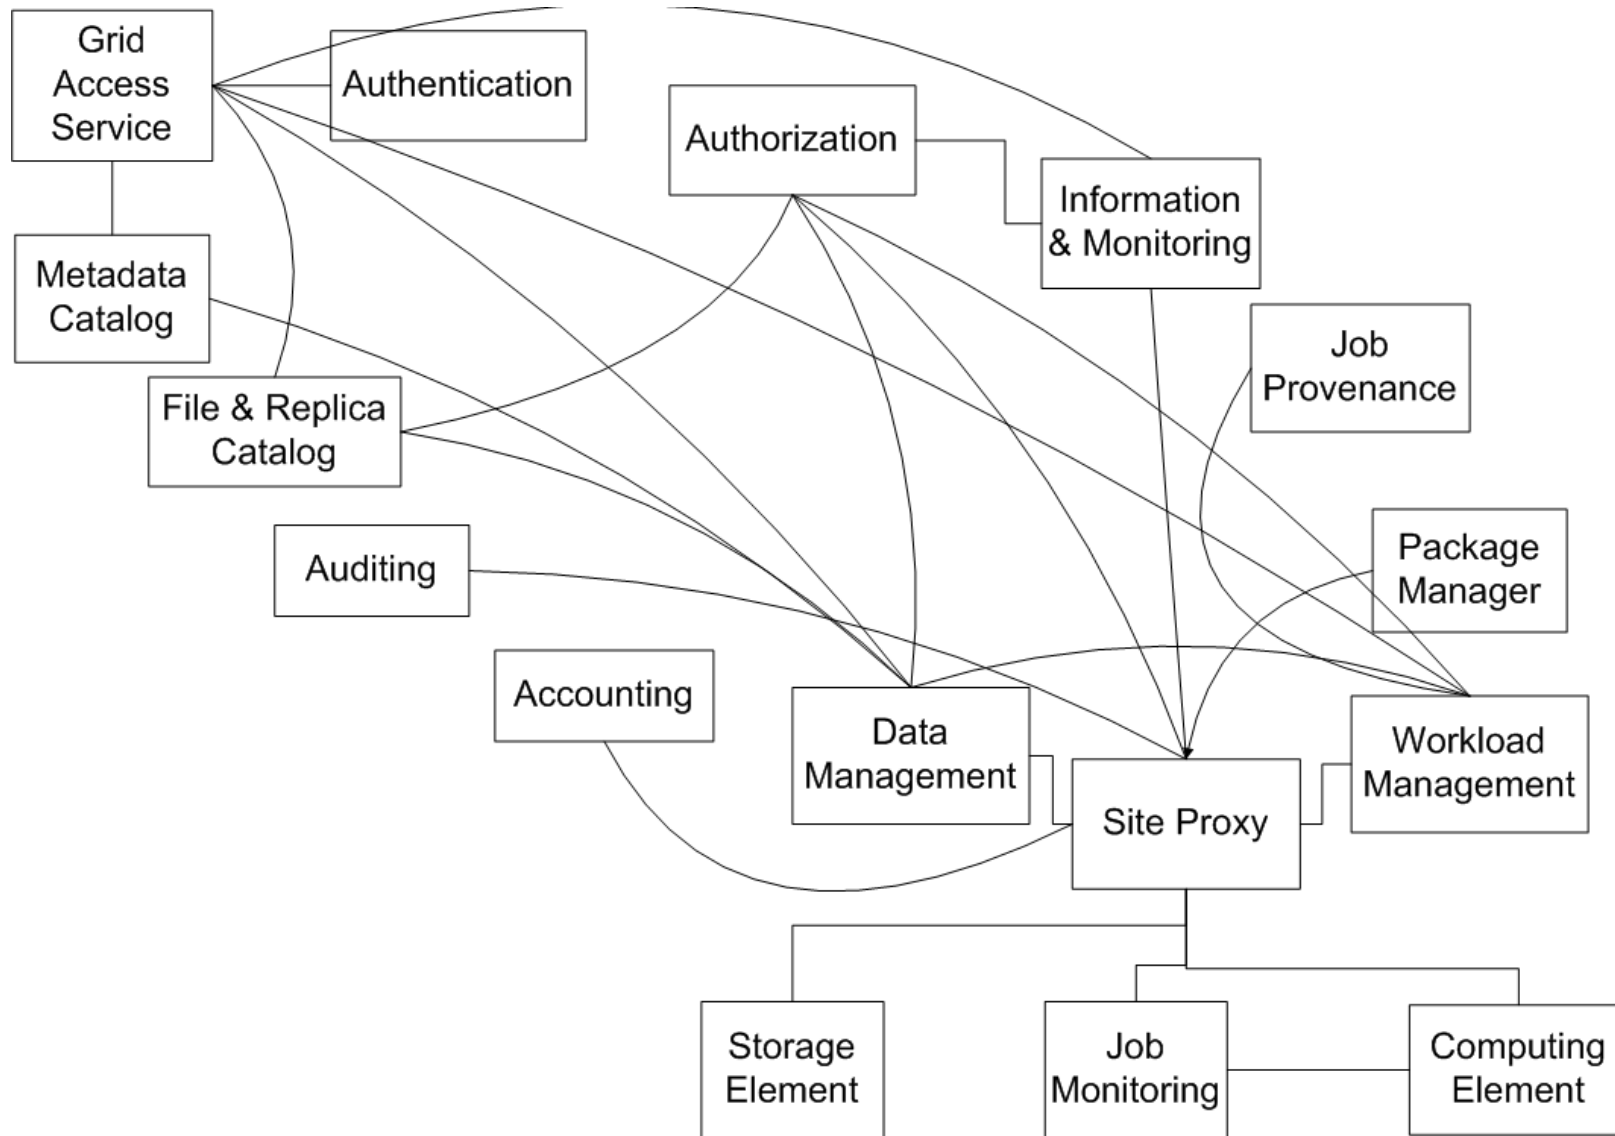 Grid
Access
Service
Authentication
Authorization
Information
& Monitoring
Metadata
Catalog
Job
Provenance
File & Replica
Catalog
Auditing
Package
Manager
Accounting
Data
Management
Site Proxy
Workload
Management
Storage
Element
Job
Monitoring
Computing
Element